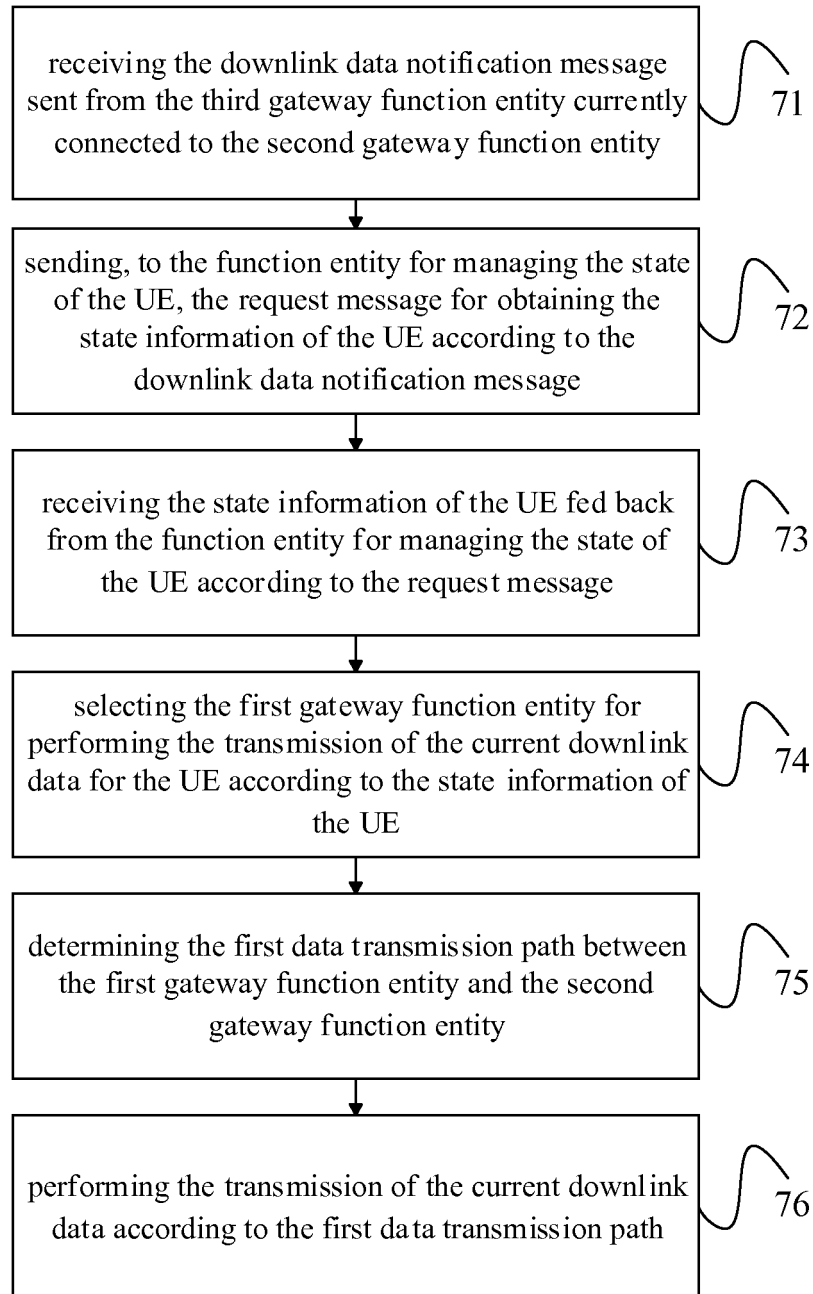 receiving the downlink data notification message
sent from the third gateway function entity currently
connected to the second gateway function entity
71
sending, to the function entity for managing the state
of the UE, the request message for obtaining the
state information of the UE according to the
downlink data notification message
72
receiving the state information of the UE fed back
from the function entity for managing the state of
the UE according to the request message
73
selecting the first gateway function entity for
performing the transmission of the current downlink
data for the UE according to the state information of
the UE
74
determining the first data transmission path between
the first gateway function entity and the second
gateway function entity
75
performing the transmission of the current downlink
data according to the first data transmission path
76